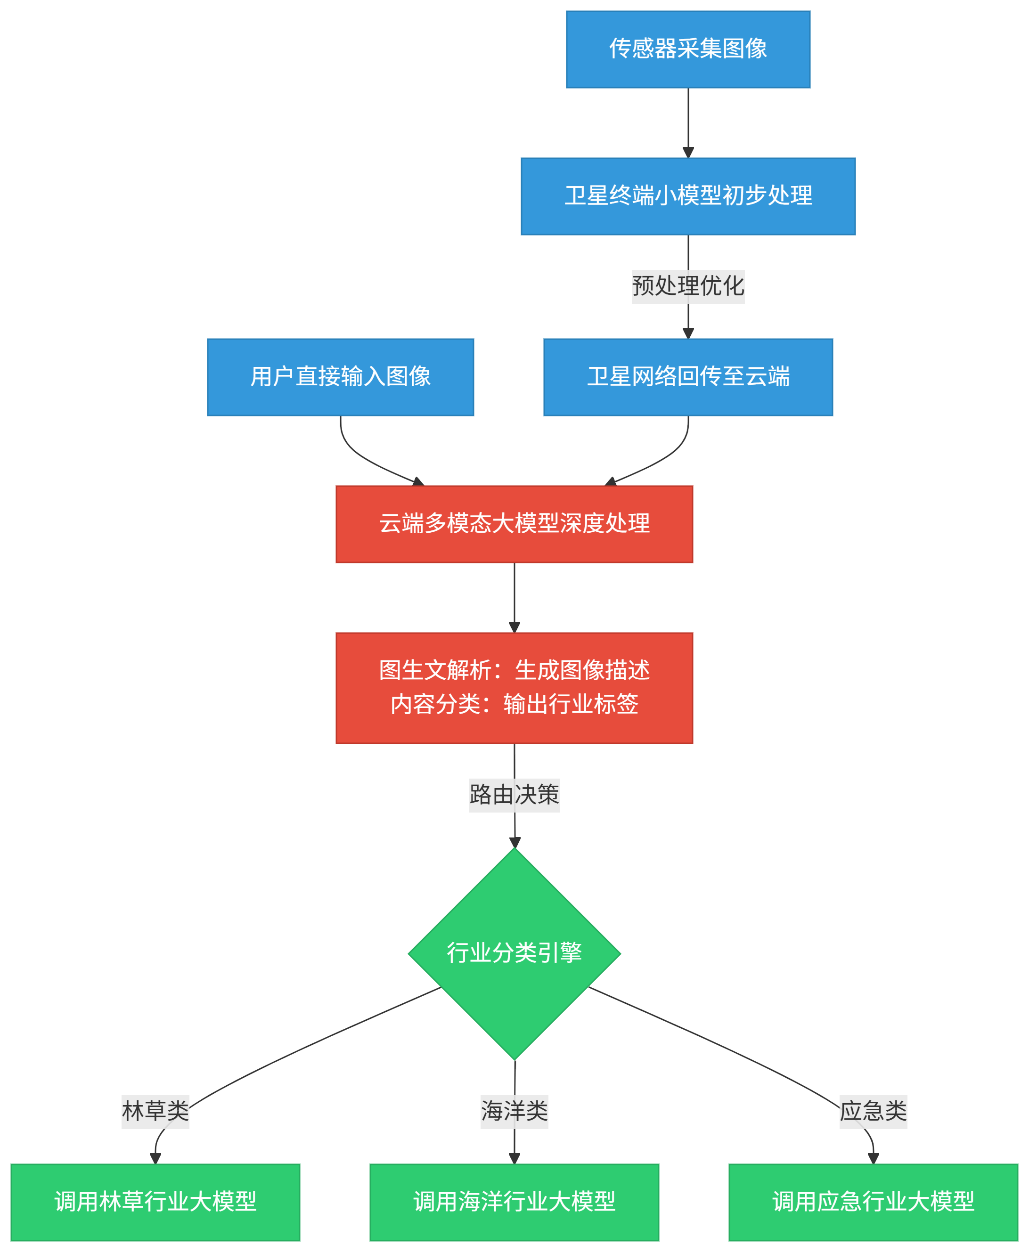 传感器采集图像
卫星终端小模型初步处理
预处理优化
用户直接输入图像
卫星网络回传至云端
云端多模态大模型深度处理
图生文解析：生成图像描述
内容分类：输出行业标签
路由决策
行业分类引擎
林草类
海洋类
应急类
调用林草行业大模型
调用海洋行业大模型
调用应急行业大模型